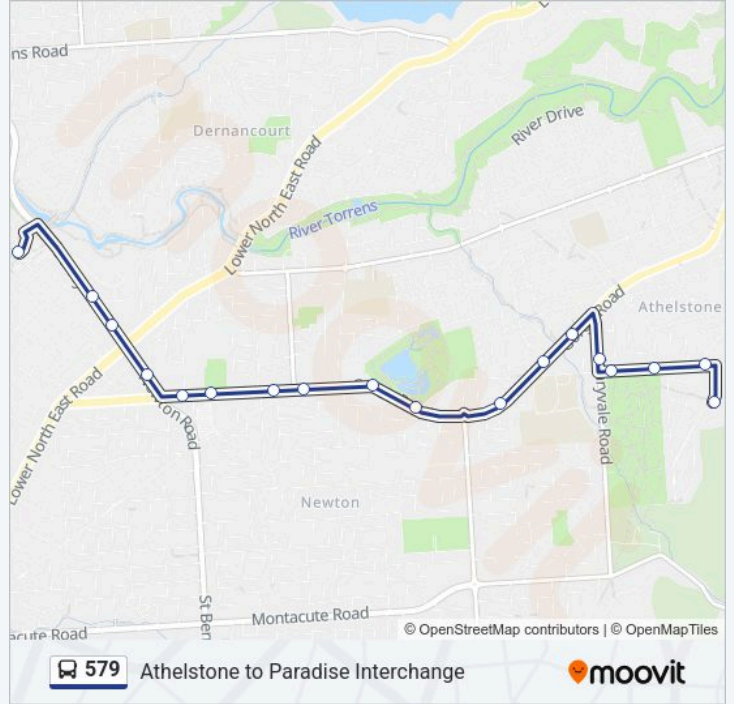 ns Road
Dernancourt
River Drive
Lower North East Road
River Torrens
Road
Athelstone
Lower North East Road
ton Road
ryvale Road
Newton
St Ben
Montacute Road
acute Road
© OpenStreetMap contributors | © OpenMapTiles
579 Athelstone to Paradise Interchange
moovit